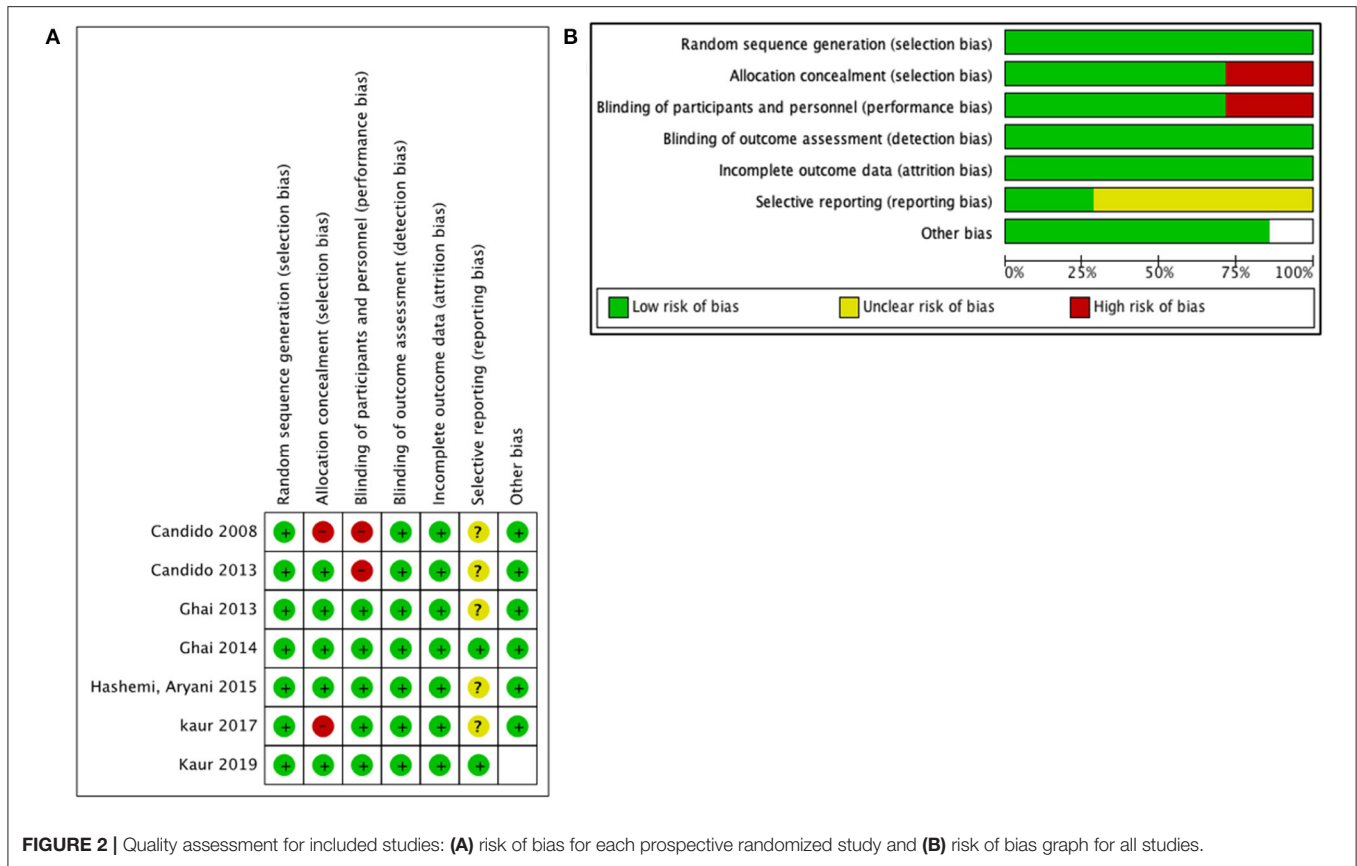 A
Random sequence generation (selection bias)
Allocation concealment (selection bias)
Blinding of participants and personnel (performance bias)
Blinding of outcome assessment (detection bias)
Incomplete outcome data (attrition bias)
Selective reporting (reporting bias)
Other bias
Candido 2008 + - - + + ? +
Candido 2013 + + - + + ? +
Ghai 2013 + + + + + ? +
Ghai 2014 + + + + + + +
Hashemi, Aryani 2015 + + + + + ? +
kaur 2017 + - + + + ? +
Kaur 2019 + + + + + +
B
Random sequence generation (selection bias)
Allocation concealment (selection bias)
Blinding of participants and personnel (performance bias)
Blinding of outcome assessment (detection bias)
Incomplete outcome data (attrition bias)
Selective reporting (reporting bias)
Other bias
0% 25% 50% 75% 100%
Low risk of bias Unclear risk of bias High risk of bias
FIGURE 2 | Quality assessment for included studies: (A) risk of bias for each prospective randomized study and (B) risk of bias graph for all studies.